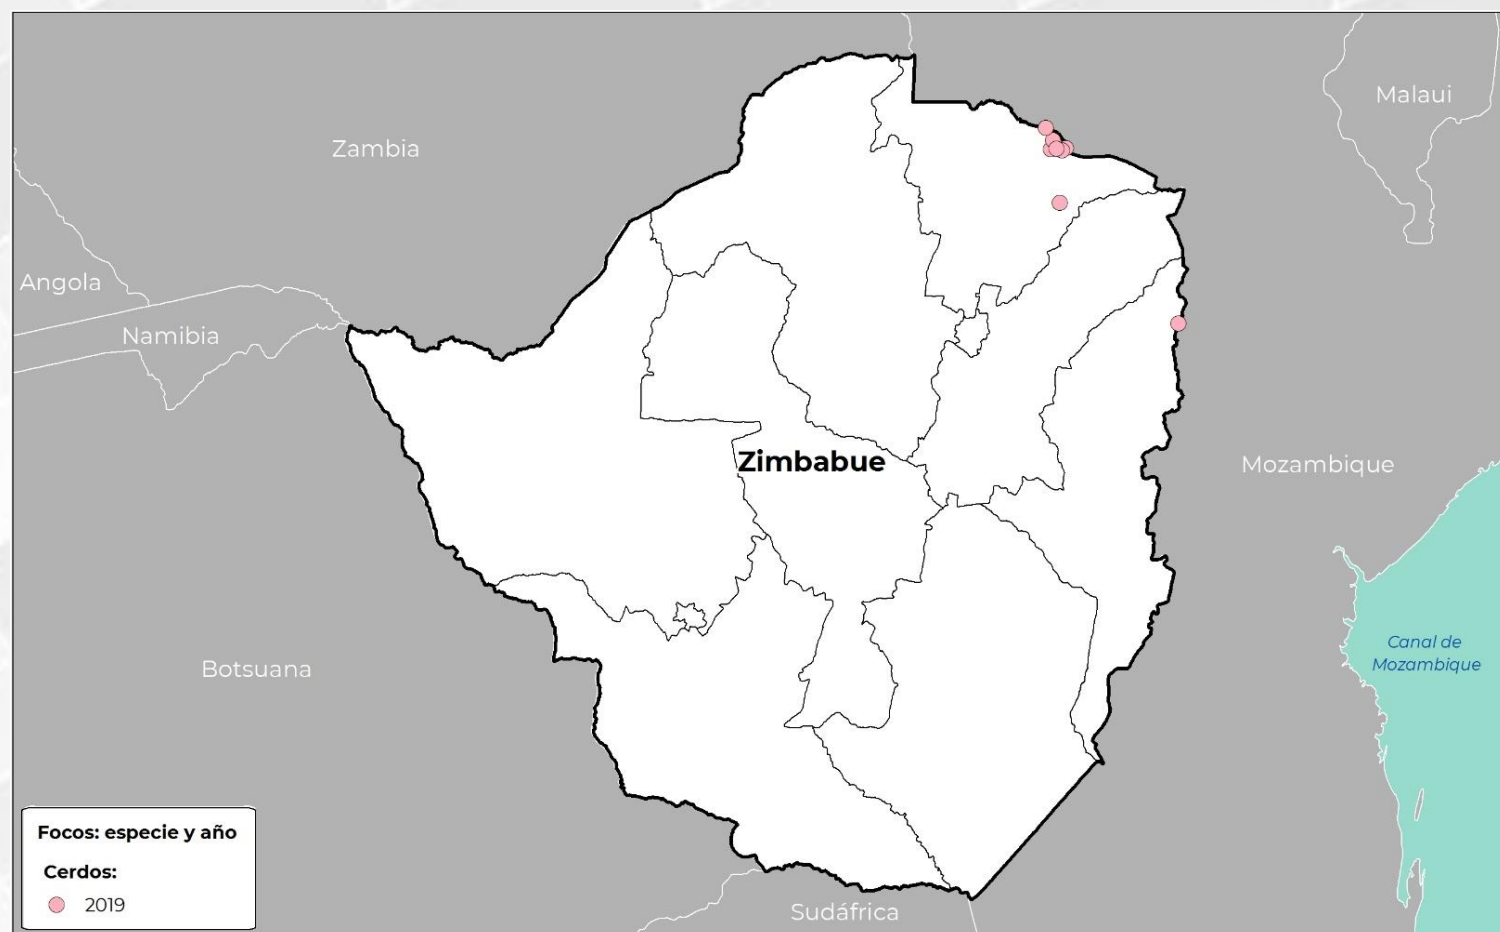 Malaui
Zambia
Angola
Namibia
Zimbabue
Mozambique
Canal de
Mozambique
Botsuana
Focos: especie y año
Cerdos:
2019
Sudáfrica